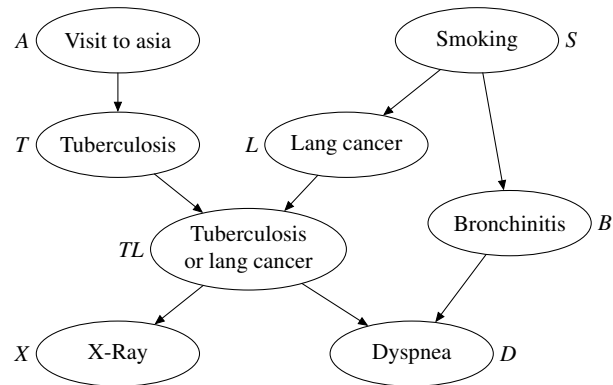 A Visit to asia
Smoking S
T Tuberculosis
L Lang cancer
Bronchinitis B
TL Tuberculosis
or lang cancer
X X-Ray
Dyspnea D